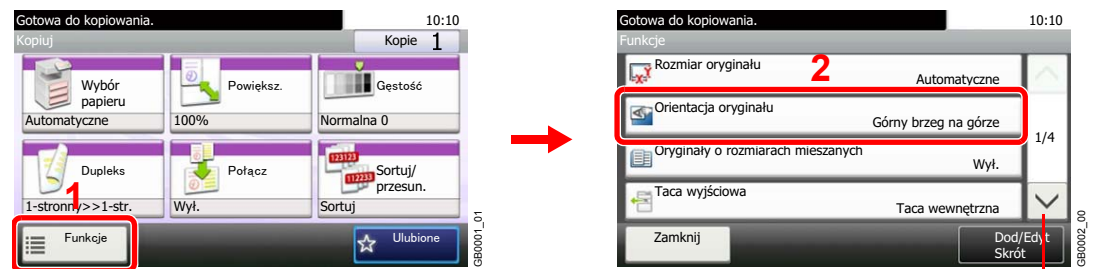 Gotowa do kopiowania. 10:10
Kopiuj Kopie 1
Wybór papieru
Automatyczne
Powiększ.
100%
Gęstość
Normalna 0
Dupleks
1-stronny>>1-str.
Połącz
Wył.
123123
112233
Sortuj/
przesun.
Sortuj
1
Funkcje
Ulubione
GB0001_01
Gotowa do kopiowania. 10:10
Funkcje
2
Rozmiar oryginału
Automatyczne
Orientacja oryginału
Górny brzeg na górze
1/4
Oryginały o rozmiarach mieszanych
Wył.
Taca wyjściowa
Taca wewnętrzna
Zamknij
Dod/Edyt
Skrót
GB0002_00